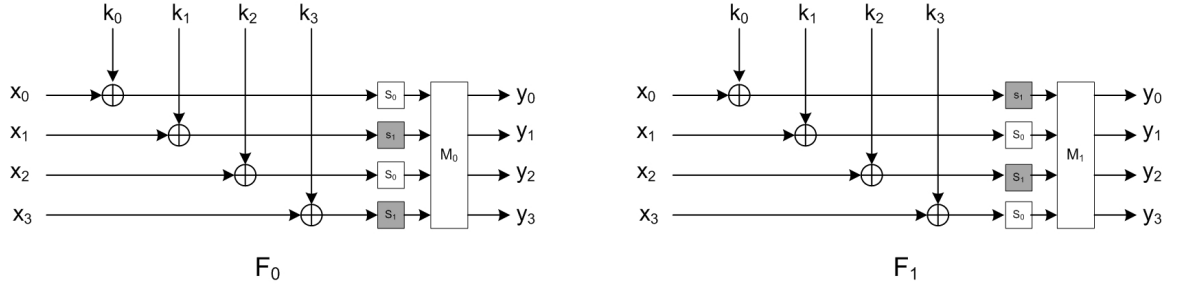 k0 k1 k2 k3 k0 k1 k2 k3
x0 S0 y0 x0 s1 y0
x1 s1 y1 x1 S0 y1
M0 M1
x2 S0 y2 x2 S1 y2
x3 S1 y3 x3 S0 y3
F0 F1